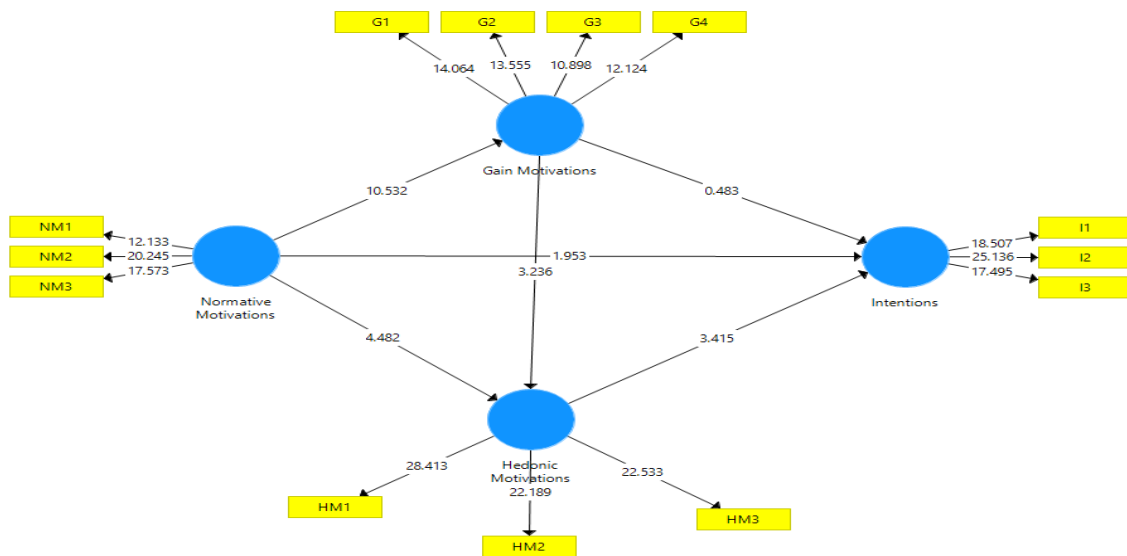 G1
G2
G3
G4
14.064
13.555
10.898
12.124
Gain Motivations
10.532
0.483
NM1
NM2
NM3
12.133
20.245
17.573
Normative
Motivations
1.953
3.236
I1
I2
I3
18.507
25.136
17.495
Intentions
4.482
3.415
Hedonic
Motivations
28.413
22.189
22.533
HM1
HM2
HM3